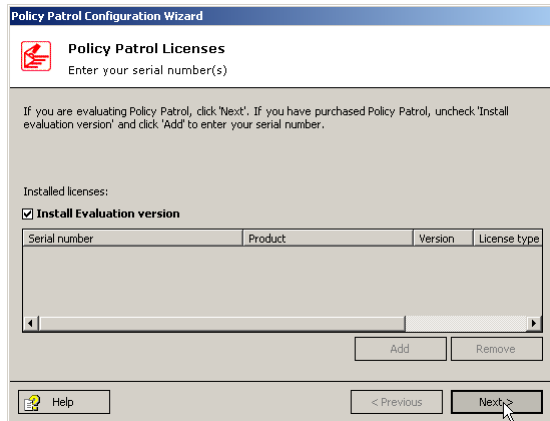 Policy Patrol Configuration Wizard
Policy Patrol Licenses
Enter your serial number(s)
If you are evaluating Policy Patrol, click 'Next'. If you have purchased Policy Patrol, uncheck 'Install
evaluation version' and click 'Add' to enter your serial number.
Installed licenses:
Install Evaluation version
Serial number Product Version License type
Add Remove
Help < Previous Next >